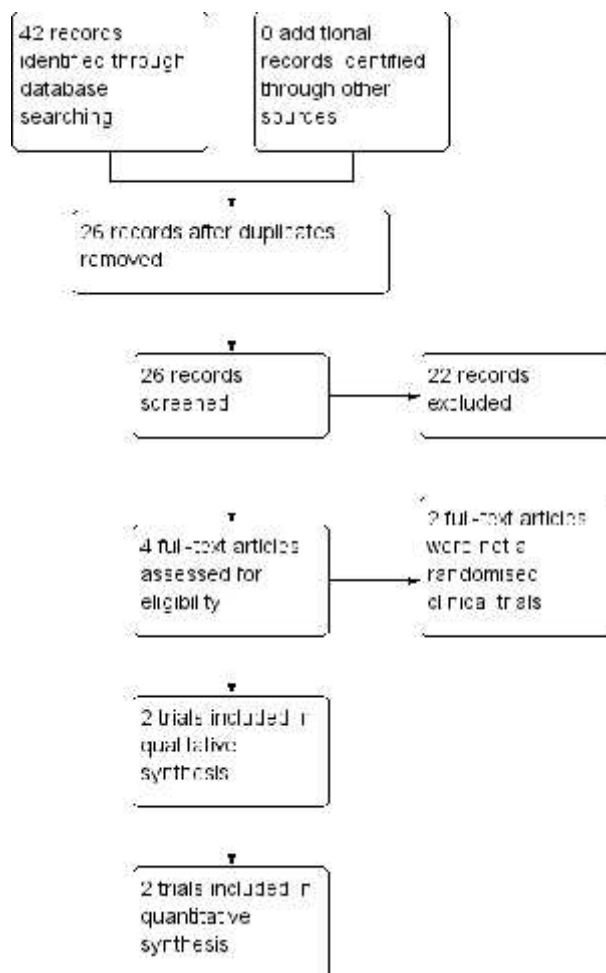 42 records
identified through
database
searching
0 additional
records identified
through other
sources
26 records after duplicates
removed
26 records
screened
22 records
excluded
4 full-text articles
assessed for
eligibility
2 full-text articles
were not a
randomised
clinical trials
2 trials included in
qualitative
synthesis
2 trials included in
quantitative
synthesis